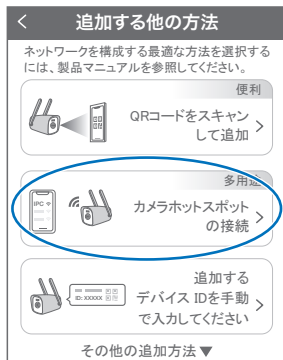 < 追加する他の方法
ネットワークを構成する最適な方法を選択する
には、製品マニュアルを参照してください。
便利
QRコードをスキャン
して追加 >
多用途
IPC
カメラホットスポット
の接続 >
追加する
デバイス IDを手動
で入力してください >
ID: XXXXX
その他の追加方法▼